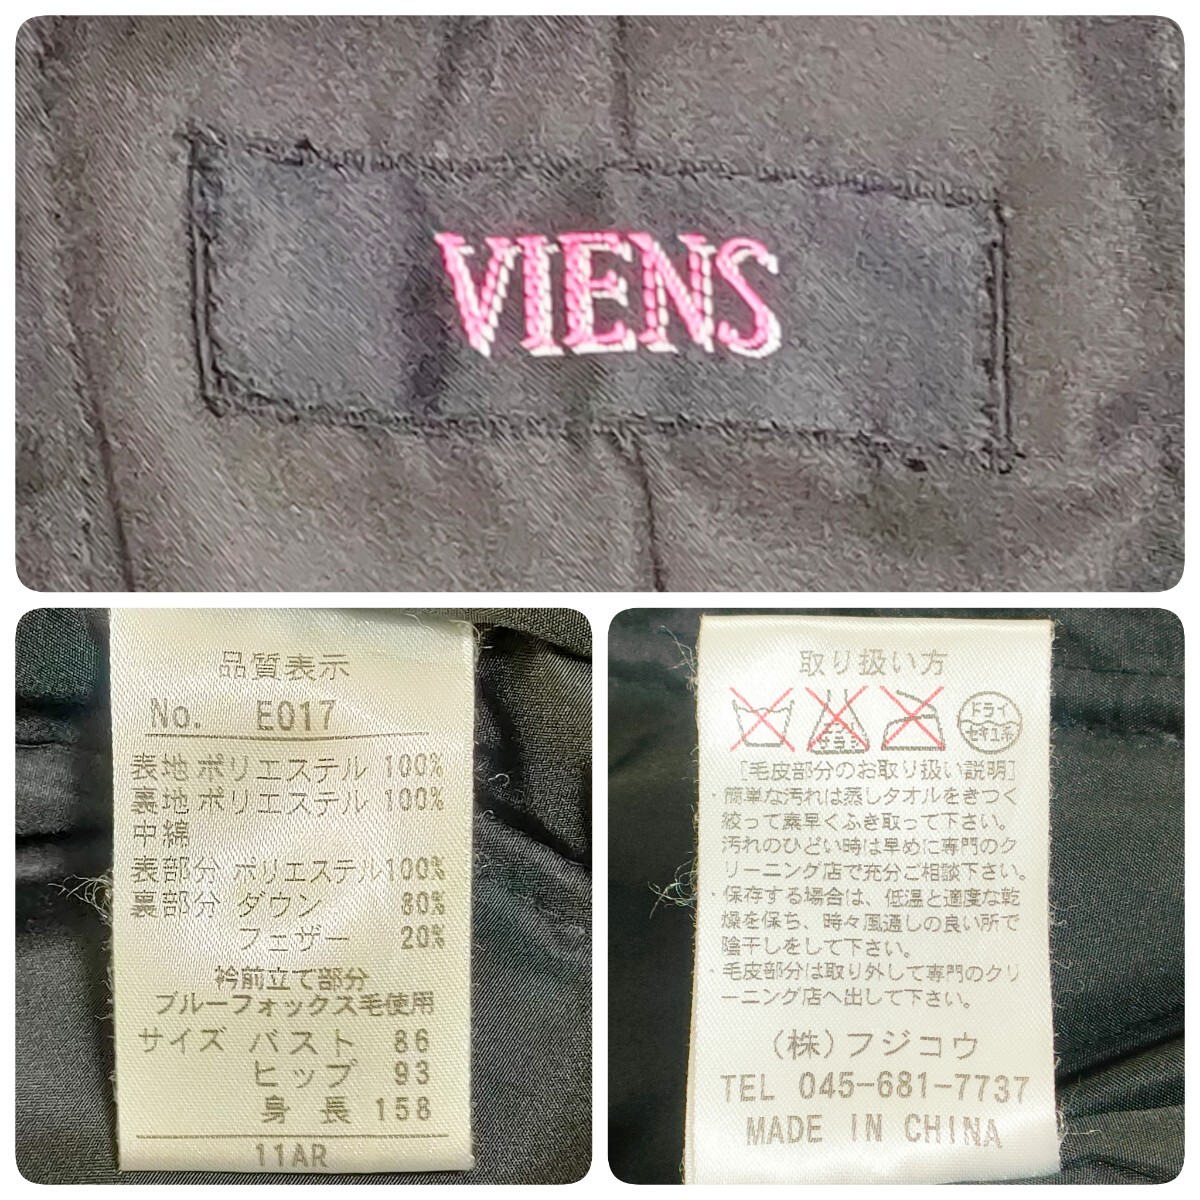 VIENS
品質表示
No. E017
表地 ポリエステル 100%
裏地 ポリエステル 100%
中綿
表部分 ポリエステル100%
裏部分 ダウン 80%
フェザー 20%
衿前立て部分
ブルーフォックス毛使用
サイズ バスト 86
ヒップ 93
身長 158
11AR
取り扱い方
ドライ
セキユ系
[毛皮部分のお取り扱い説明]
・簡単な汚れは蒸しタオルをきつく
絞って素早くふき取って下さい。
汚れのひどい時は早めに専門のク
リーニング店で充分ご相談下さい。
・保存する場合は、低温と適度な乾
燥を保ち、時々風通しの良い所で
陰干しをして下さい。
・毛皮部分は取り外して専門のクリ
ーニング店へ出して下さい。
(株)フジコウ
TEL 045-681-7737
MADE IN CHINA